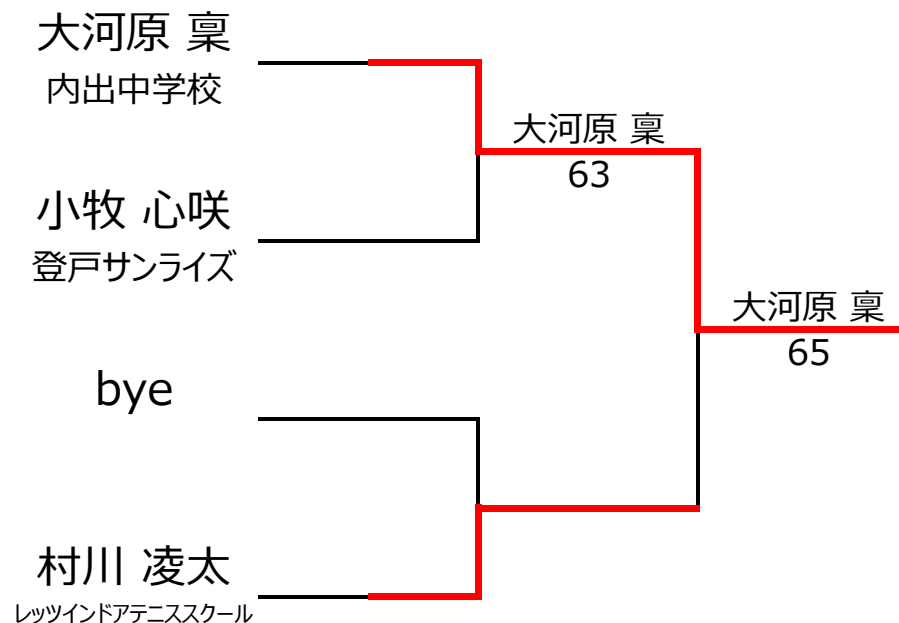 大河原 稟
内出中学校
大河原 稟
63
小牧 心咲
登戸サンライズ
大河原 稟
65
bye
村川 凌太
レッツインドアテニススクール